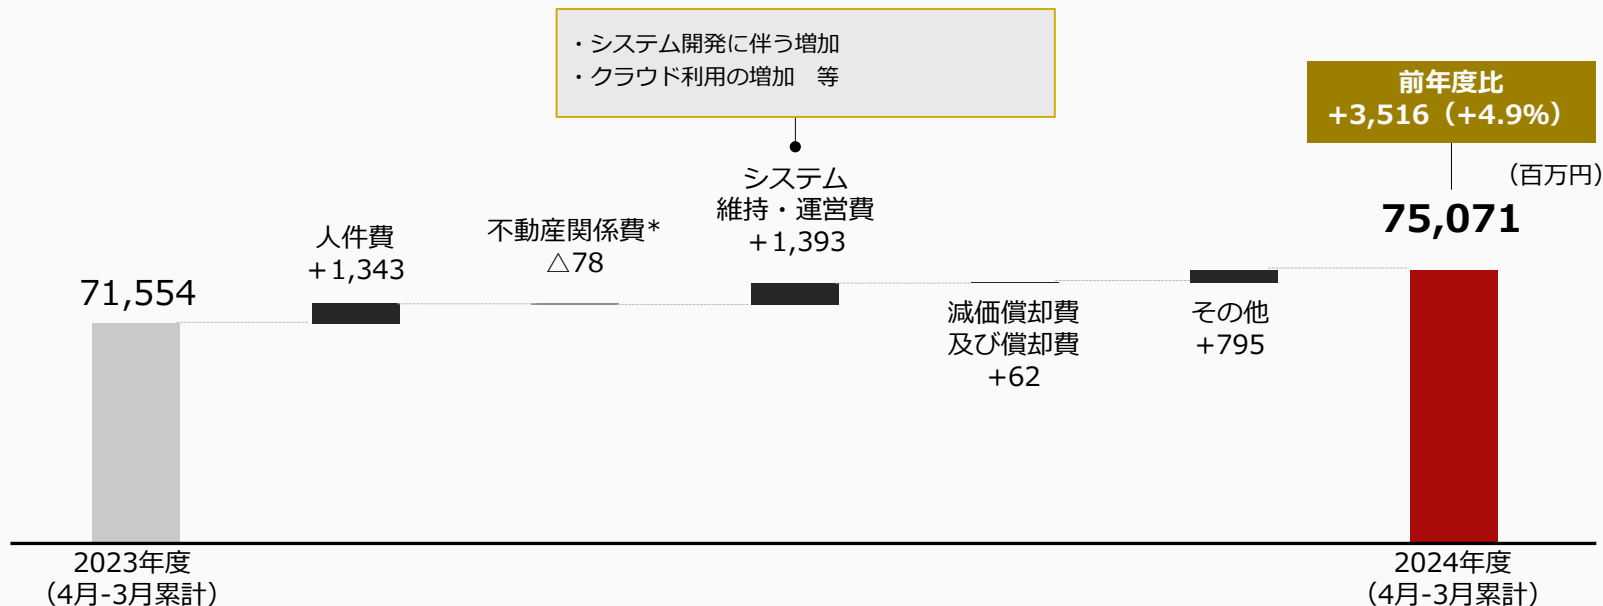 ・システム開発に伴う増加
・クラウド利用の増加　等
前年度比
+3,516（+4.9%）
（百万円）
71,554
人件費
+1,343
不動産関係費*
△78
システム
維持・運営費
+1,393
減価償却費
及び償却費
+62
その他
+795
75,071
2023年度
（4月-3月累計）
2024年度
（4月-3月累計）